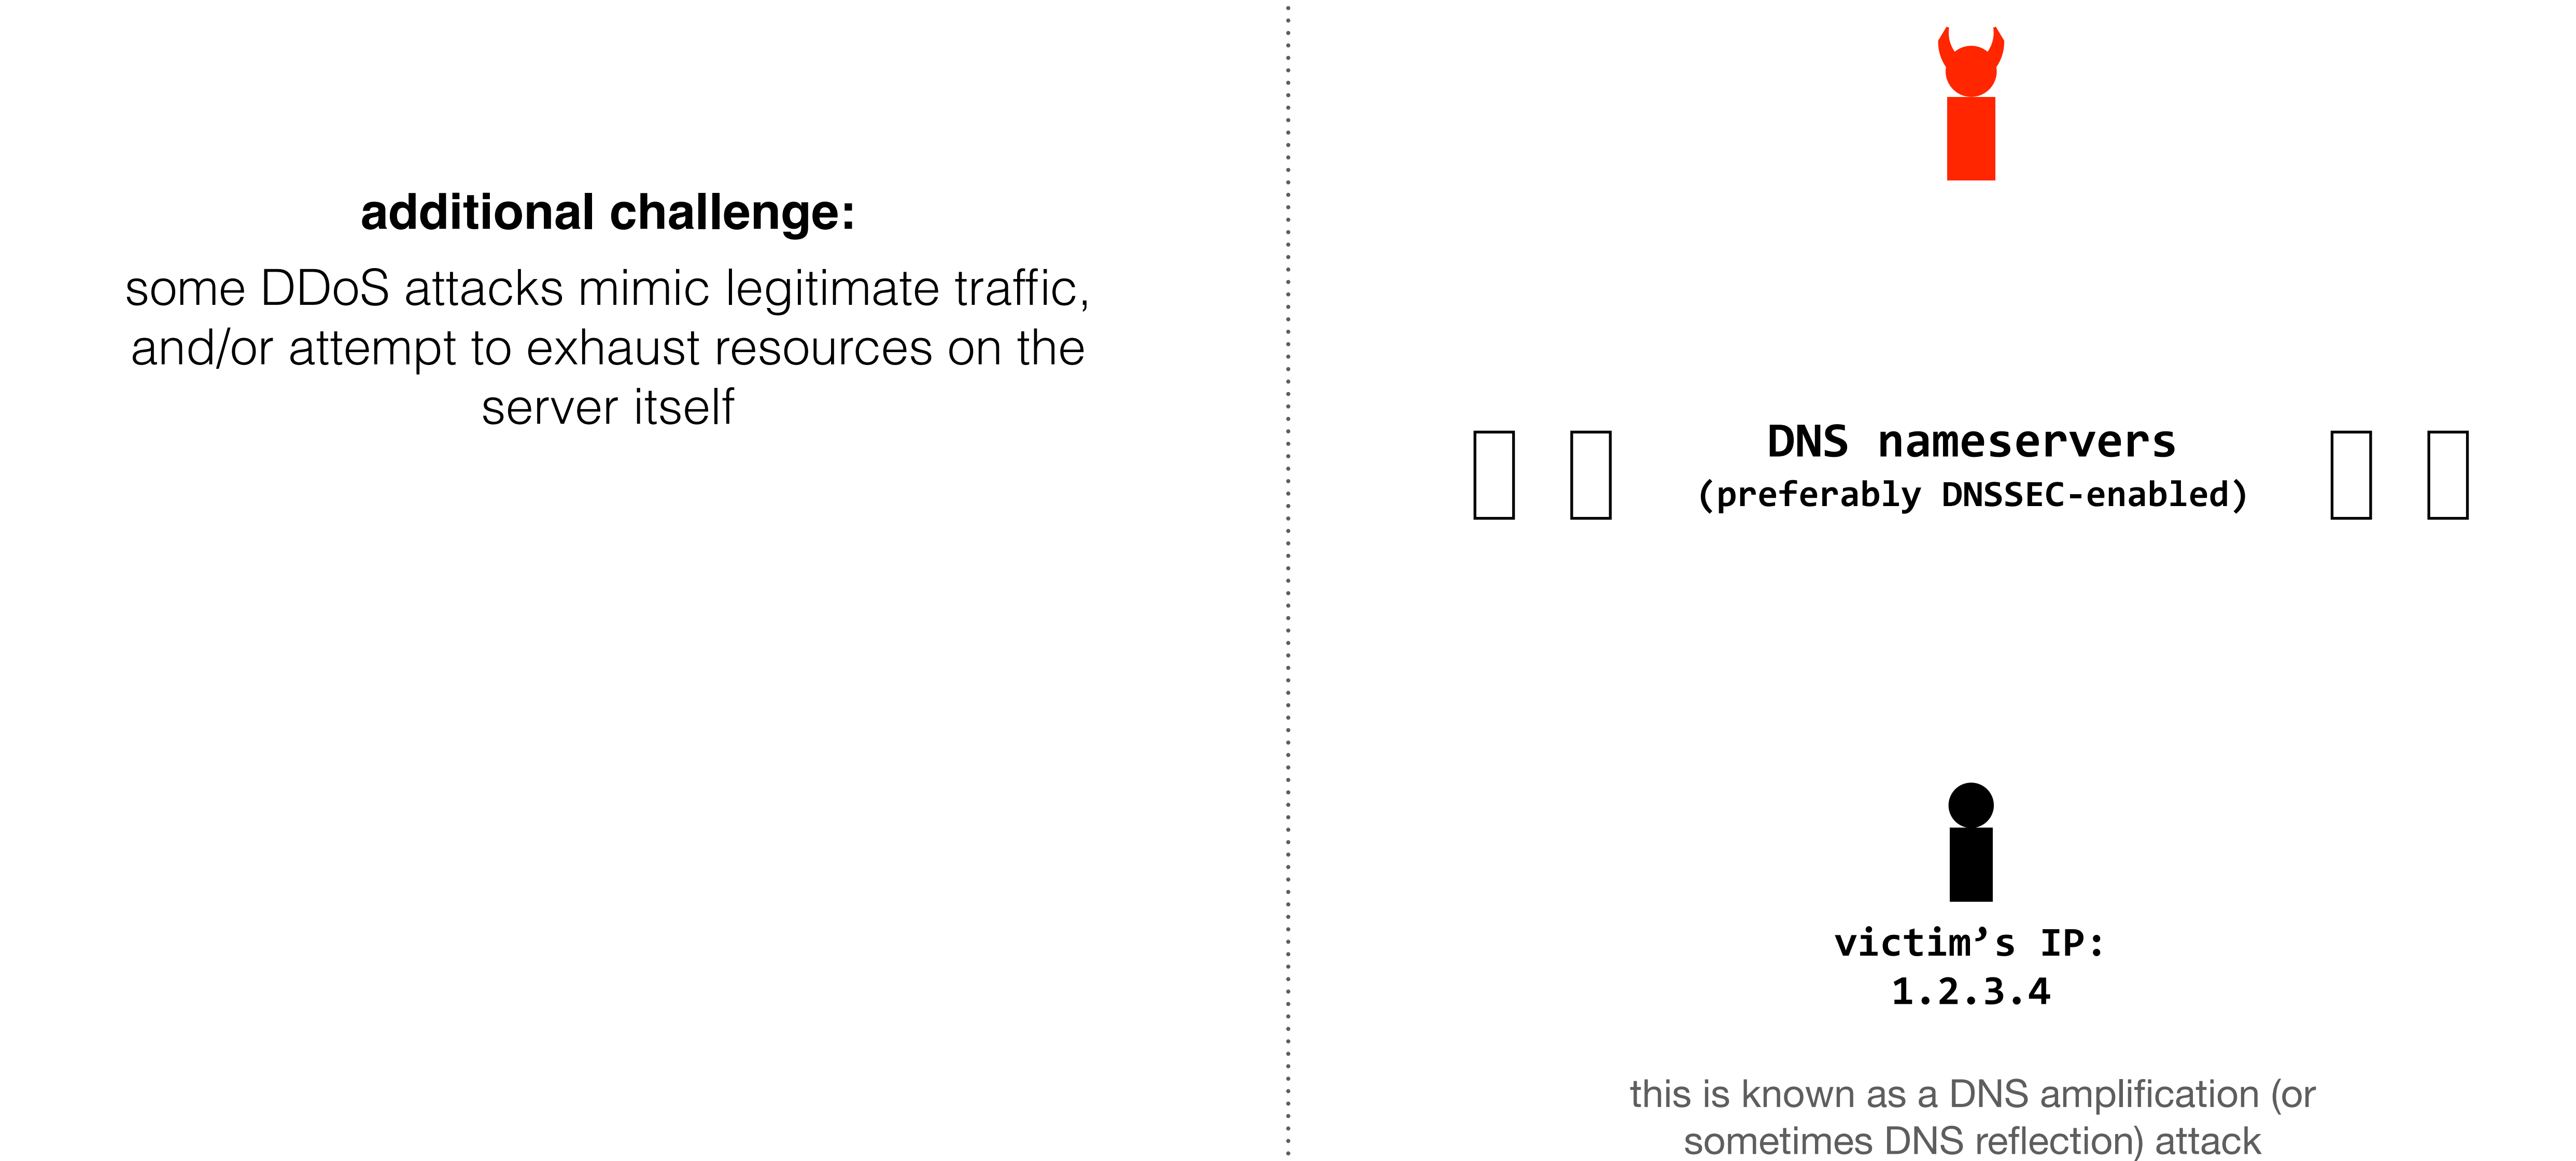 additional challenge:
some DDoS attacks mimic legitimate traffic,
and/or attempt to exhaust resources on the
server itself
DNS nameservers
(preferably DNSSEC-enabled)
victim’s IP:
1.2.3.4
this is known as a DNS amplification (or
sometimes DNS reflection) attack